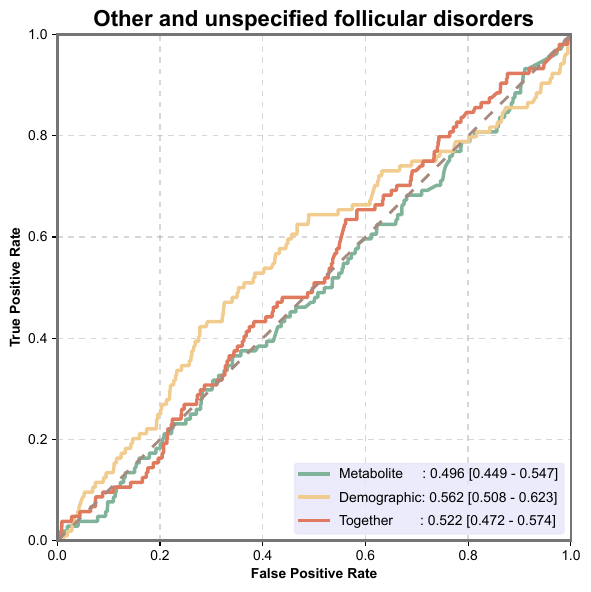 Other and unspecified follicular disorders
True Positive Rate
1.0
0.8
0.6
0.4
0.2
0.0
Metabolite : 0.496 [0.449 - 0.547]
Demographic: 0.562 [0.508 - 0.623]
Together : 0.522 [0.472 - 0.574]
0.0 0.2 0.4 0.6 0.8 1.0
False Positive Rate